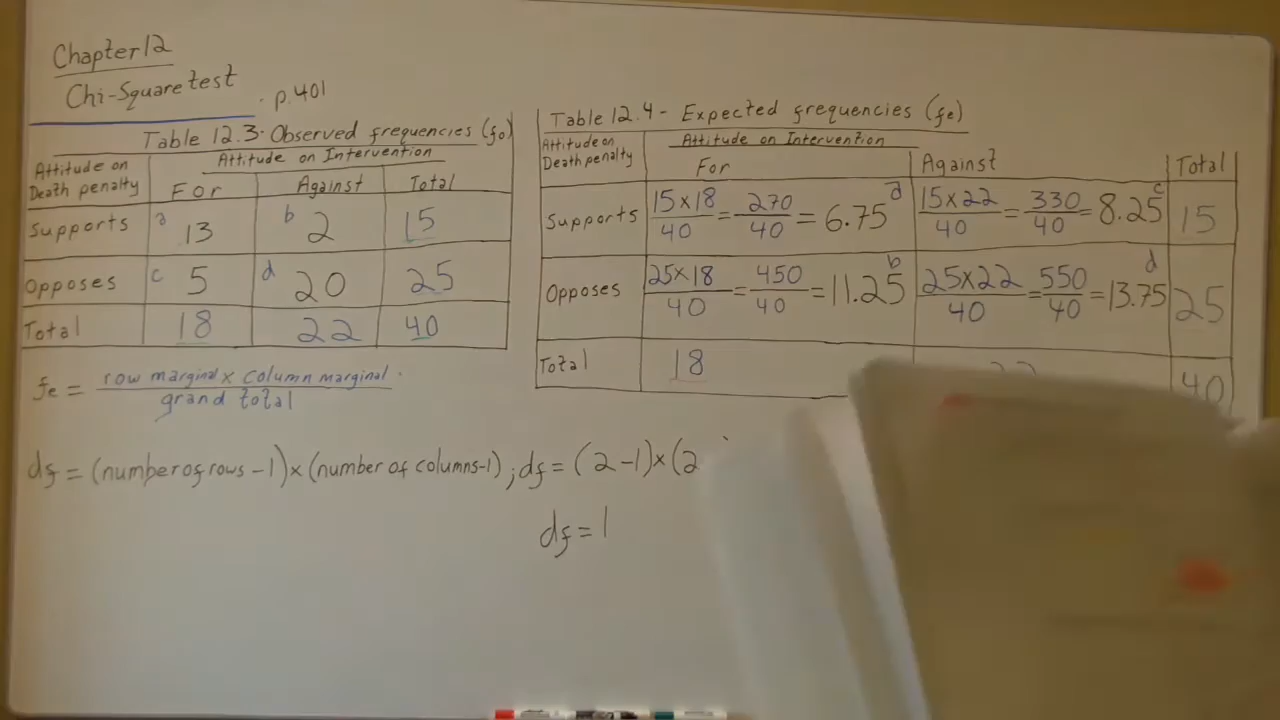 Chapter 12
Chi-Square test
p.401
Table 12.3 - Observed frequencies (fo)
Attitude on Death penalty Attitude on Intervention
For Against Total
Supports a 13 b 2 15
Opposes c 5 d 20 25
Total 18 22 40
fe = row marginal x column marginal
grand total
Table 12.4 - Expected frequencies (fe)
Attitude on Death penalty Attitude on Intervention
For Against Total
Supports 15x18/40 = 270/40 = 6.75 a 15x22/40 = 330/40 = 8.25 c 15
Opposes 25x18/40 = 450/40 = 11.25 b 25x22/40 = 550/40 = 13.75 d 25
Total 18 40
df = (number of rows -1) x (number of columns-1); df = (2-1)x(2
df = 1